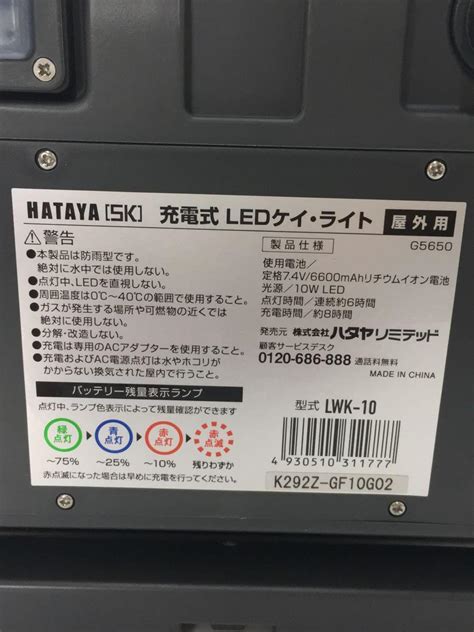 HATAYA [SK] 充電式 LEDケイ・ライト 屋外用
G5650
⚠警告
●本製品は防雨型です。
絶対に水中では使用しない。
●点灯中、LEDを直視しない。
●周囲温度は0℃〜40℃の範囲で使用すること。
●ガスが発生する場所や可燃物の近くでは
絶対に使用しない。
●分解・改造しない。
●充電は専用のACアダプターを使用すること。
●充電およびAC電源点灯は水やホコリが
かからない換気された屋内で行うこと。
バッテリー残量表示ランプ
点灯中、ランプ色表示によって残量確認ができます
緑点灯
青点灯
赤点灯
赤点滅
〜75%
〜25%
〜10%
残りわずか
赤点滅になった場合は早めに充電を行ってください。
製品仕様
使用電池/
定格7.4V/6600mAhリチウムイオン電池
光源/10W LED
点灯時間/連続約6時間
充電時間/約8時間
発売元 株式会社ハタヤリミテッド
顧客サービスデスク
0120-686-888 通話料無料
MADE IN CHINA
型式 LWK-10
4 930510 311777
K292Z-GF10G02